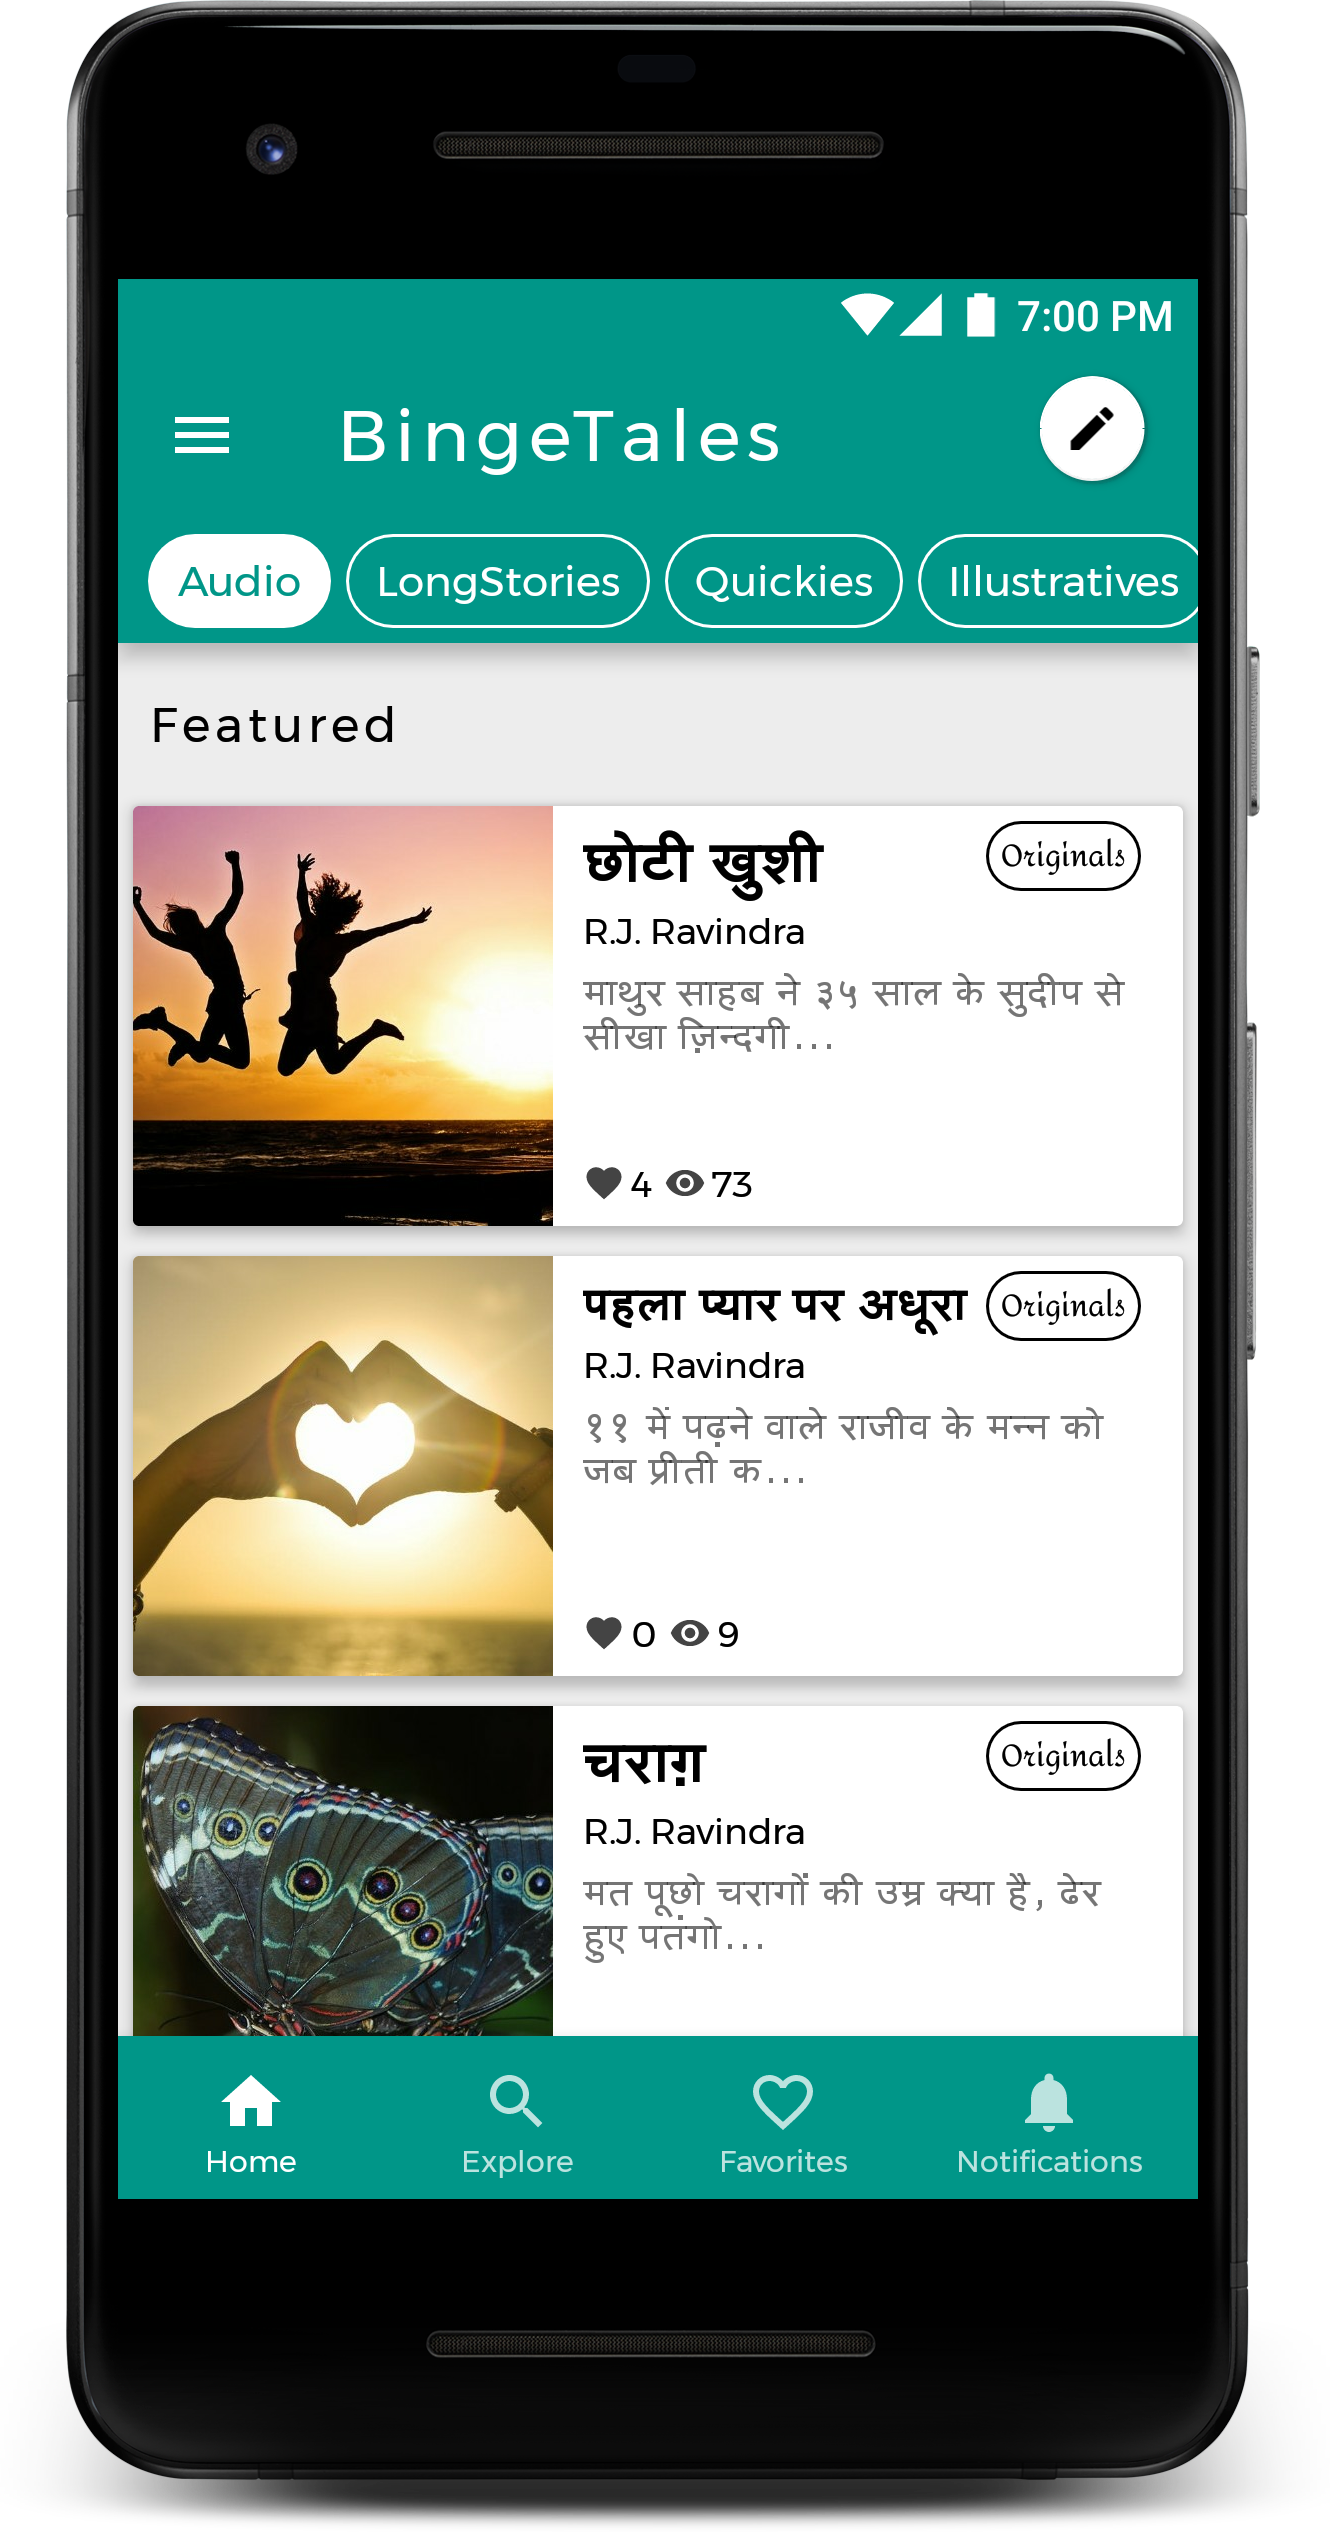 7:00 PM
BingeTales
Audio LongStories Quickies Illustratives
Featured
छोटी खुशी Originals
R.J. Ravindra
माथुर साहब ने ३५ साल के सुदीप से
सीखा ज़िन्दगी...
4 73
पहला प्यार पर अधूरा Originals
R.J. Ravindra
११ में पढ़ने वाले राजीव के मन्न को
जब प्रीती क...
0 9
चराग़ Originals
R.J. Ravindra
मत पूछो चरागों की उम्र क्या है, ढेर
हुए पतंगो...
Home Explore Favorites Notifications